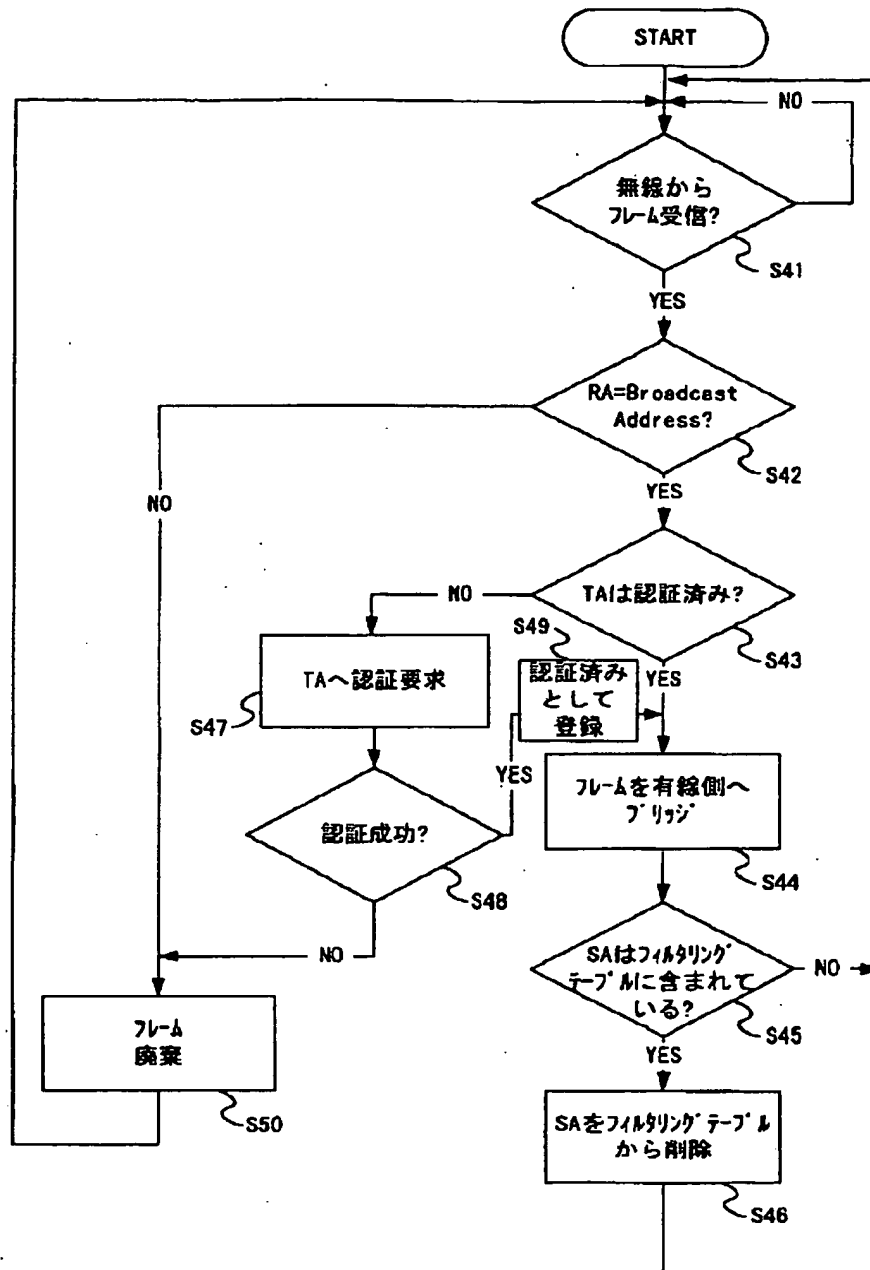 START
NO
無線から
フレーム受信?
S41
YES
RA=Broadcast
Address?
S42
NO
YES
TAは認証済み?
NO
S43
S49
TAへ認証要求
S47
認証済み
として
登録
YES
YES
フレームを有線側へ
ブリッジ
S44
認証成功?
S48
NO
SAはフィルタリング
テーブルに含まれて
いる?
NO
S45
YES
フレーム
廃棄
S50
SAをフィルタリングテーブル
から削除
S46